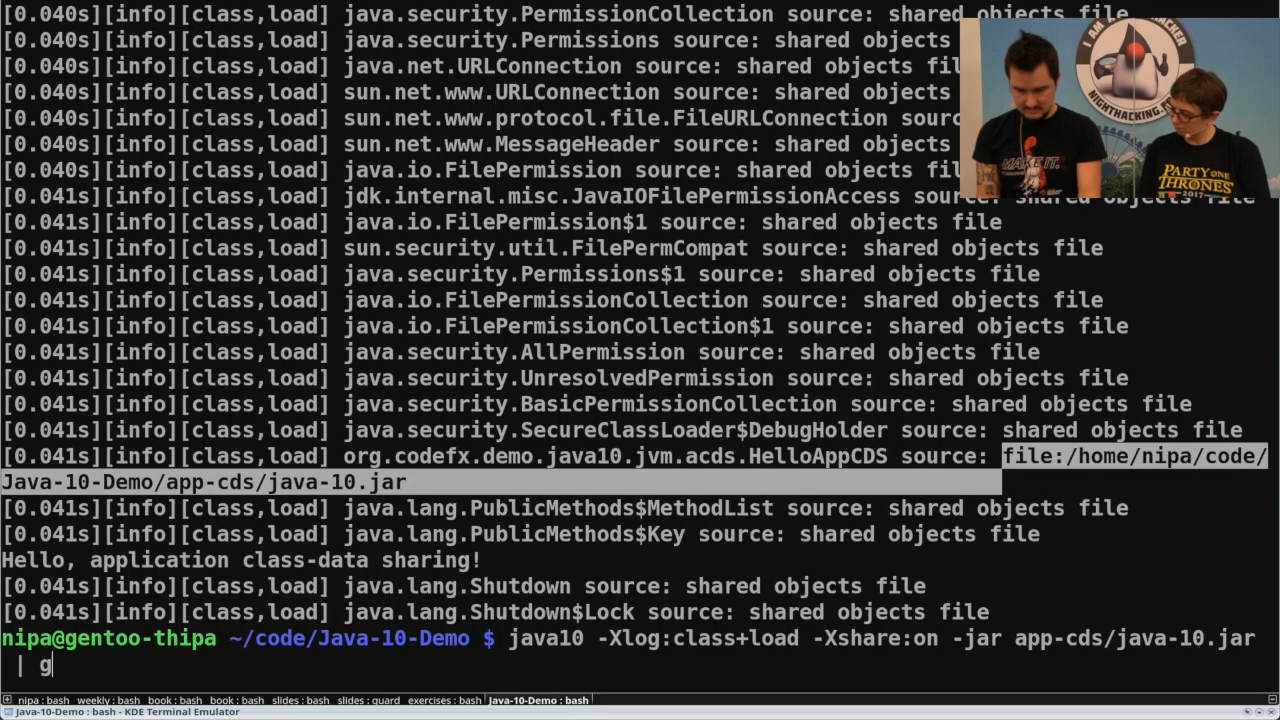 [0.040s][info][class,load] java.security.PermissionCollection source: shared objects file
[0.040s][info][class,load] java.security.Permissions source: shared objects
[0.040s][info][class,load] java.net.URLConnection source: shared objects fil
[0.040s][info][class,load] sun.net.www.URLConnection source: shared objects
[0.040s][info][class,load] sun.net.www.protocol.file.FileURLConnection sourc
[0.040s][info][class,load] sun.net.www.MessageHeader source: shared objects
[0.040s][info][class,load] java.io.FilePermission source: shared objects fil
[0.041s][info][class,load] jdk.internal.misc.JavaIOFilePermissionAccess source: shared objects file
[0.041s][info][class,load] java.io.FilePermission$1 source: shared objects file
[0.041s][info][class,load] sun.security.util.FilePermCompat source: shared objects file
[0.041s][info][class,load] java.security.Permissions$1 source: shared objects file
[0.041s][info][class,load] java.io.FilePermissionCollection source: shared objects file
[0.041s][info][class,load] java.io.FilePermissionCollection$1 source: shared objects file
[0.041s][info][class,load] java.security.AllPermission source: shared objects file
[0.041s][info][class,load] java.security.UnresolvedPermission source: shared objects file
[0.041s][info][class,load] java.security.BasicPermissionCollection source: shared objects file
[0.041s][info][class,load] java.security.SecureClassLoader$DebugHolder source: shared objects file
[0.041s][info][class,load] org.codefx.demo.java10.jvm.acds.HelloAppCDS source: file:/home/nipa/code/
Java-10-Demo/app-cds/java-10.jar
[0.041s][info][class,load] java.lang.PublicMethods$MethodList source: shared objects file
[0.041s][info][class,load] java.lang.PublicMethods$Key source: shared objects file
Hello, application class-data sharing!
[0.041s][info][class,load] java.lang.Shutdown source: shared objects file
[0.041s][info][class,load] java.lang.Shutdown$Lock source: shared objects file
nipa@gentoo-thipa ~/code/Java-10-Demo $ java10 -Xlog:class+load -Xshare:on -jar app-cds/java-10.jar
| g
nipa : bash weekly : bash book : bash book : bash slides : bash slides : guard exercises : bash Java-10-Demo : bash
Java-10-Demo : bash - KDE Terminal Emulator
I AM A HACKER
NIGHTHACKING
MAKE IT.
PARTY ONE
THRONES
2017